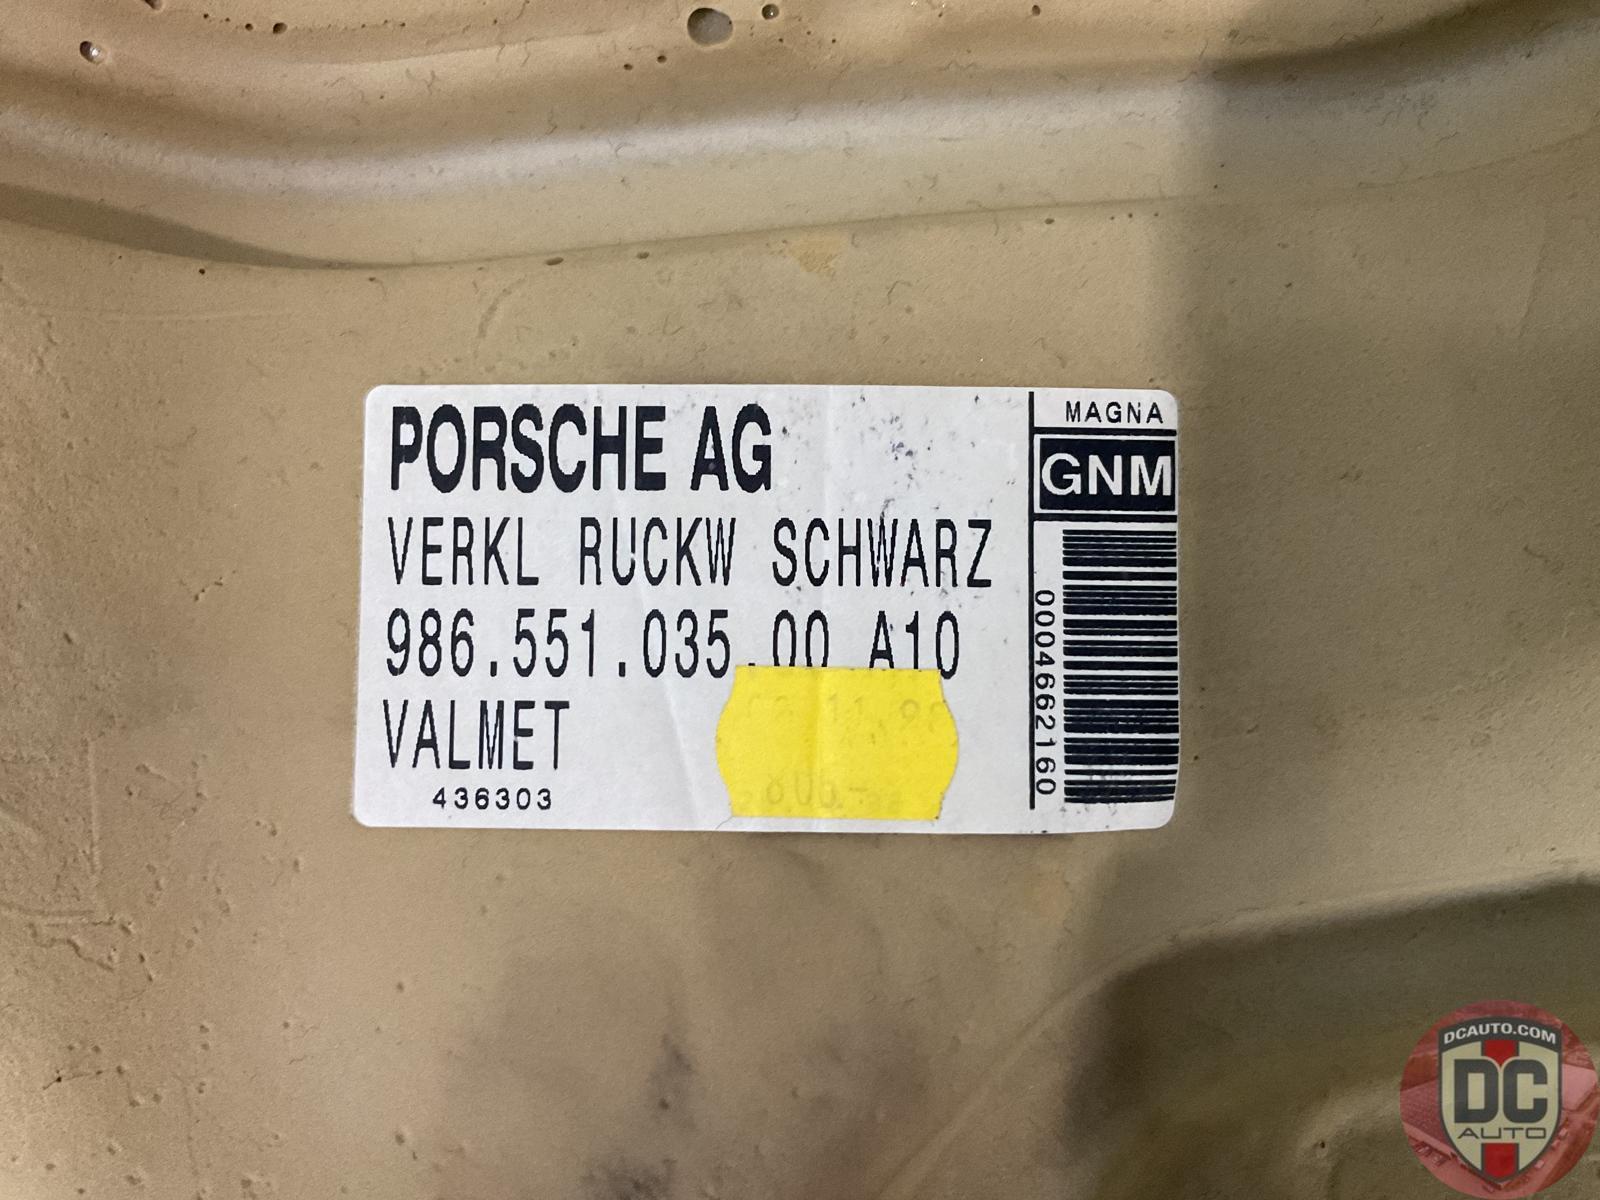 PORSCHE AG
VERKL RUCKW SCHWARZ
986.551.035.00 A10
VALMET
436303
MAGNA
GNM
0004662160
DCAUTO.COM
DC
AUTO